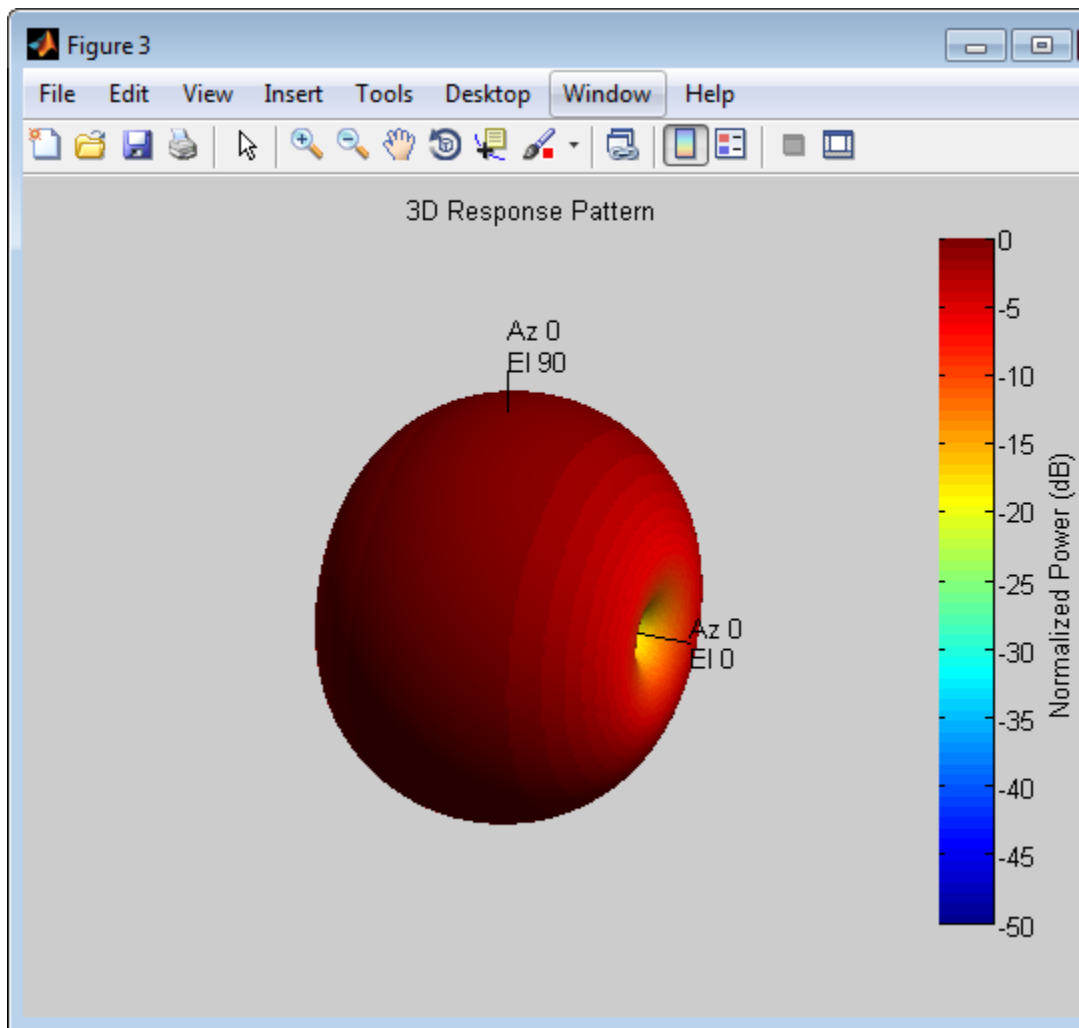 Figure 3
File Edit View Insert Tools Desktop Window Help
3D Response Pattern
Az 0
El 90
Az 0
El 0
0
-5
-10
-15
-20
-25
-30
-35
-40
-45
-50
Normalized Power (dB)